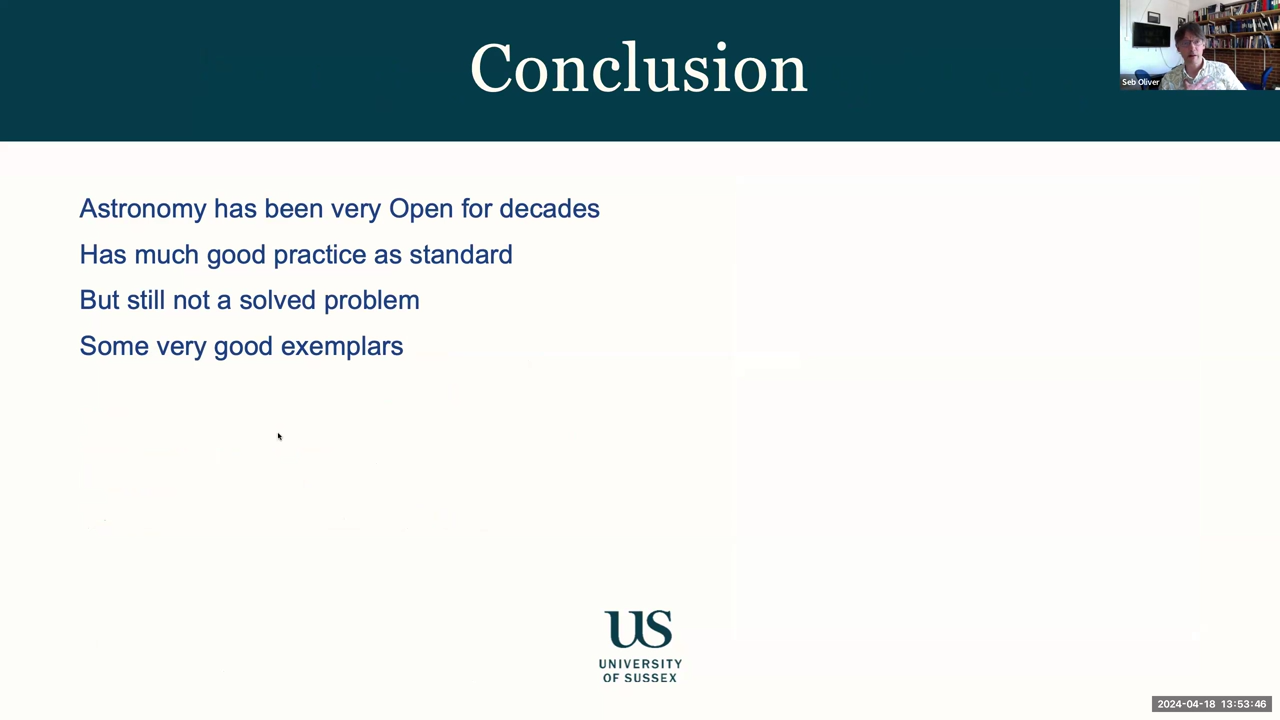 Conclusion
Seb Oliver
Astronomy has been very Open for decades
Has much good practice as standard
But still not a solved problem
Some very good exemplars
US
UNIVERSITY
OF SUSSEX
2024-04-18 13:53:46